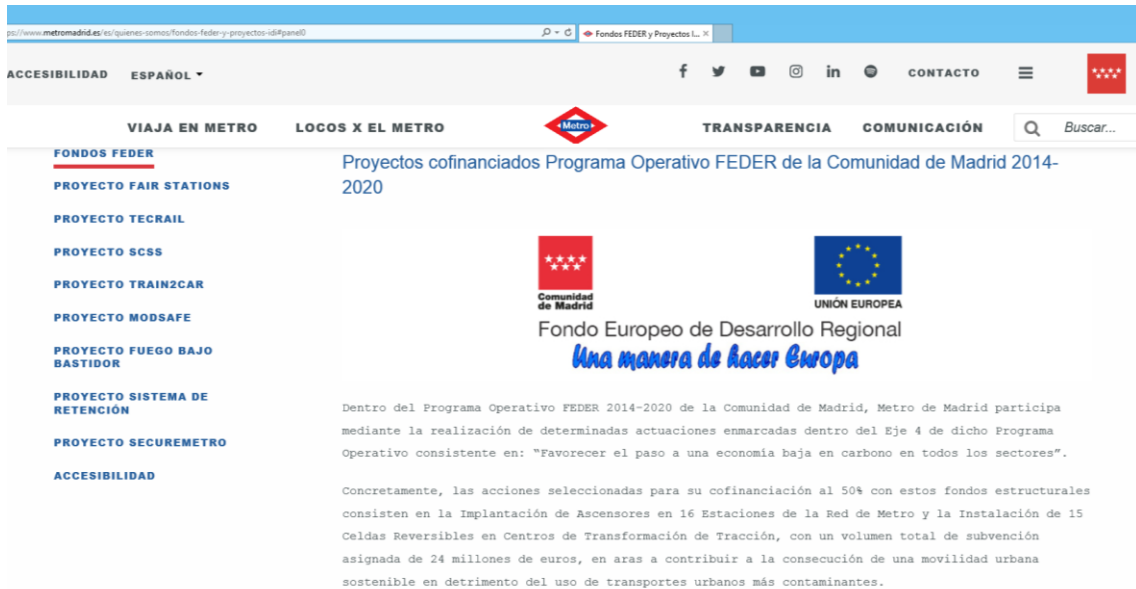 ps://www.metromadrid.es/es/quienes-somos/fondos-feder-y-proyectos-idi#panel0
Fondos FEDER y Proyectos I...
ACCESIBILIDAD ESPAÑOL
CONTACTO
VIAJA EN METRO LOCOS X EL METRO Metro TRANSPARENCIA COMUNICACIÓN Buscar...
FONDOS FEDER
PROYECTO FAIR STATIONS
PROYECTO TECRAIL
PROYECTO SCSS
PROYECTO TRAIN2CAR
PROYECTO MODSAFE
PROYECTO FUEGO BAJO
BASTIDOR
PROYECTO SISTEMA DE
RETENCIÓN
PROYECTO SECUREMETRO
ACCESIBILIDAD
Proyectos cofinanciados Programa Operativo FEDER de la Comunidad de Madrid 2014-
2020
Comunidad
de Madrid
UNIÓN EUROPEA
Fondo Europeo de Desarrollo Regional
Una manera de hacer Europa
Dentro del Programa Operativo FEDER 2014-2020 de la Comunidad de Madrid, Metro de Madrid participa
mediante la realización de determinadas actuaciones enmarcadas dentro del Eje 4 de dicho Programa
Operativo consistente en: “Favorecer el paso a una economía baja en carbono en todos los sectores”.
Concretamente, las acciones seleccionadas para su cofinanciación al 50% con estos fondos estructurales
consisten en la Implantación de Ascensores en 16 Estaciones de la Red de Metro y la Instalación de 15
Celdas Reversibles en Centros de Transformación de Tracción, con un volumen total de subvención
asignada de 24 millones de euros, en aras a contribuir a la consecución de una movilidad urbana
sostenible en detrimento del uso de transportes urbanos más contaminantes.